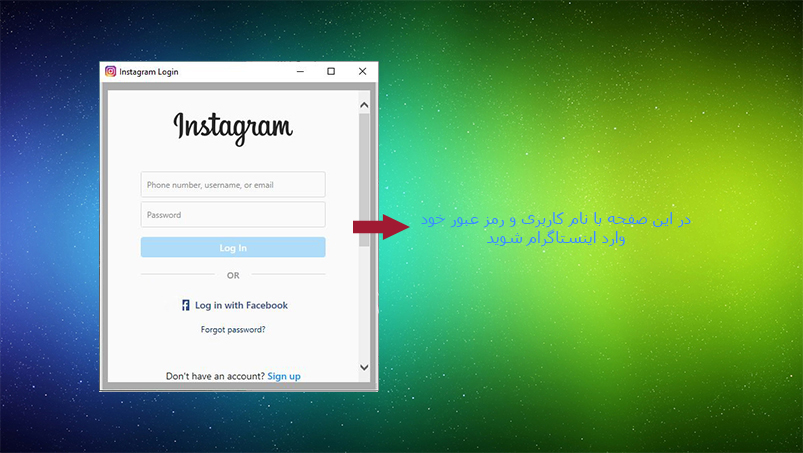 Instagram Login
Instagram
Phone number, username, or email
Password
Log In
OR
Log in with Facebook
Forgot password?
Don't have an account? Sign up
در این صفحه با نام کاربری و رمز عبور خود
وارد اینستاگرام شوید